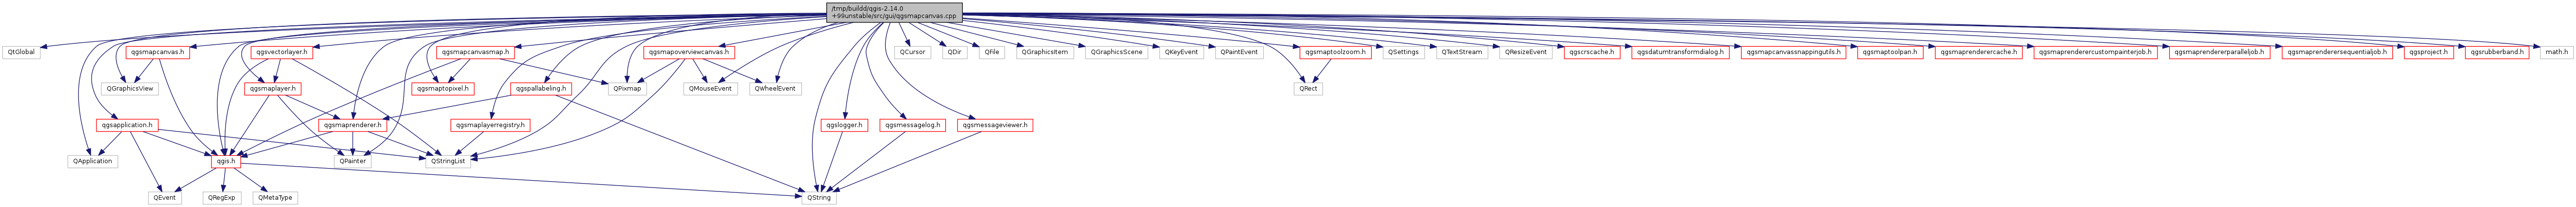 /tmp/buildd/qgis-2.14.0
+99unstable/src/gui/qgsmapcanvas.cpp
QtGlobal
qgsmapcanvas.h
qgsvectorlayer.h
qgsmapcanvasmap.h
qgsmapoverviewcanvas.h
QCursor
QDir
QFile
QGraphicsItem
QGraphicsScene
QKeyEvent
QPaintEvent
qgsmaptoolzoom.h
QSettings
QTextStream
QResizeEvent
qgscrscache.h
qgsdatumtransformdialog.h
qgsmapcanvassnappingutils.h
qgsmaptoolpan.h
qgsmaprenderercache.h
qgsmaprenderercustompainterjob.h
qgsmaprendererparalleljob.h
qgsmaprenderersequentialjob.h
qgsproject.h
qgsrubberband.h
math.h
QGraphicsView
qgsmaplayer.h
qgsmaptopixel.h
qgspallabeling.h
QPixmap
QMouseEvent
QWheelEvent
QRect
qgsapplication.h
qgsmaprenderer.h
qgsmaplayerregistry.h
qgslogger.h
qgsmessagelog.h
qgsmessageviewer.h
QApplication
qgis.h
QPainter
QStringList
QEvent
QRegExp
QMetaType
QString